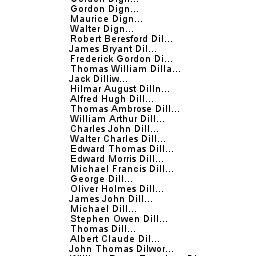 Gordon Dign...
Maurice Dign...
Walter Dign...
Robert Beresford Dil...
James Bryant Dil...
Frederick Gordon Di...
Thomas William Dilla...
Jack Dilliw...
Hilmar August Dilln...
Alfred Hugh Dill...
Thomas Ambrose Dill...
William Arthur Dill...
Charles John Dill...
Walter Charles Dill...
Edward Thomas Dill...
Edward Morris Dill...
Michael Francis Dill...
George Dill...
Oliver Holmes Dill...
James John Dill...
Michael Dill...
Stephen Owen Dill...
Thomas Dill...
Albert Claude Dil...
John Thomas Dilwor...